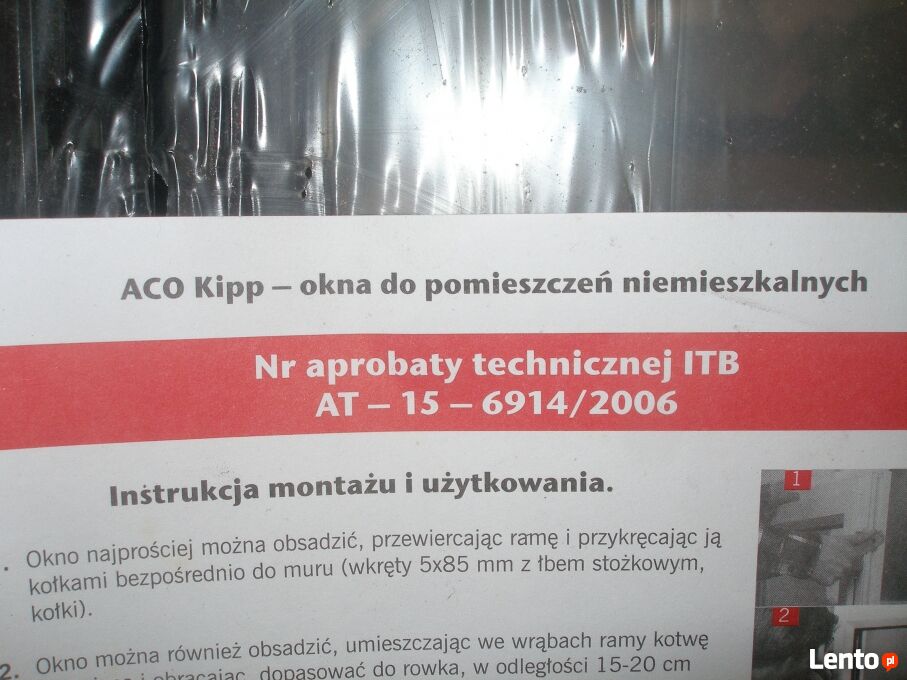 ACO Kipp – okna do pomieszczeń niemieszkalnych
Nr aprobaty technicznej ITB
AT – 15 – 6914/2006
Instrukcja montażu i użytkowania.
. Okno najprościej można obsadzić, przewiercając ramę i przykręcając ją
kołkami bezpośrednio do muru (wkręty 5x85 mm z łbem stożkowym,
kołki).
2. Okno można również obsadzić, umieszczając we wrąbach ramy kotwę
i obracając, dopasować do rowka, w odległości 15-20 cm
1
2
Lento.pl